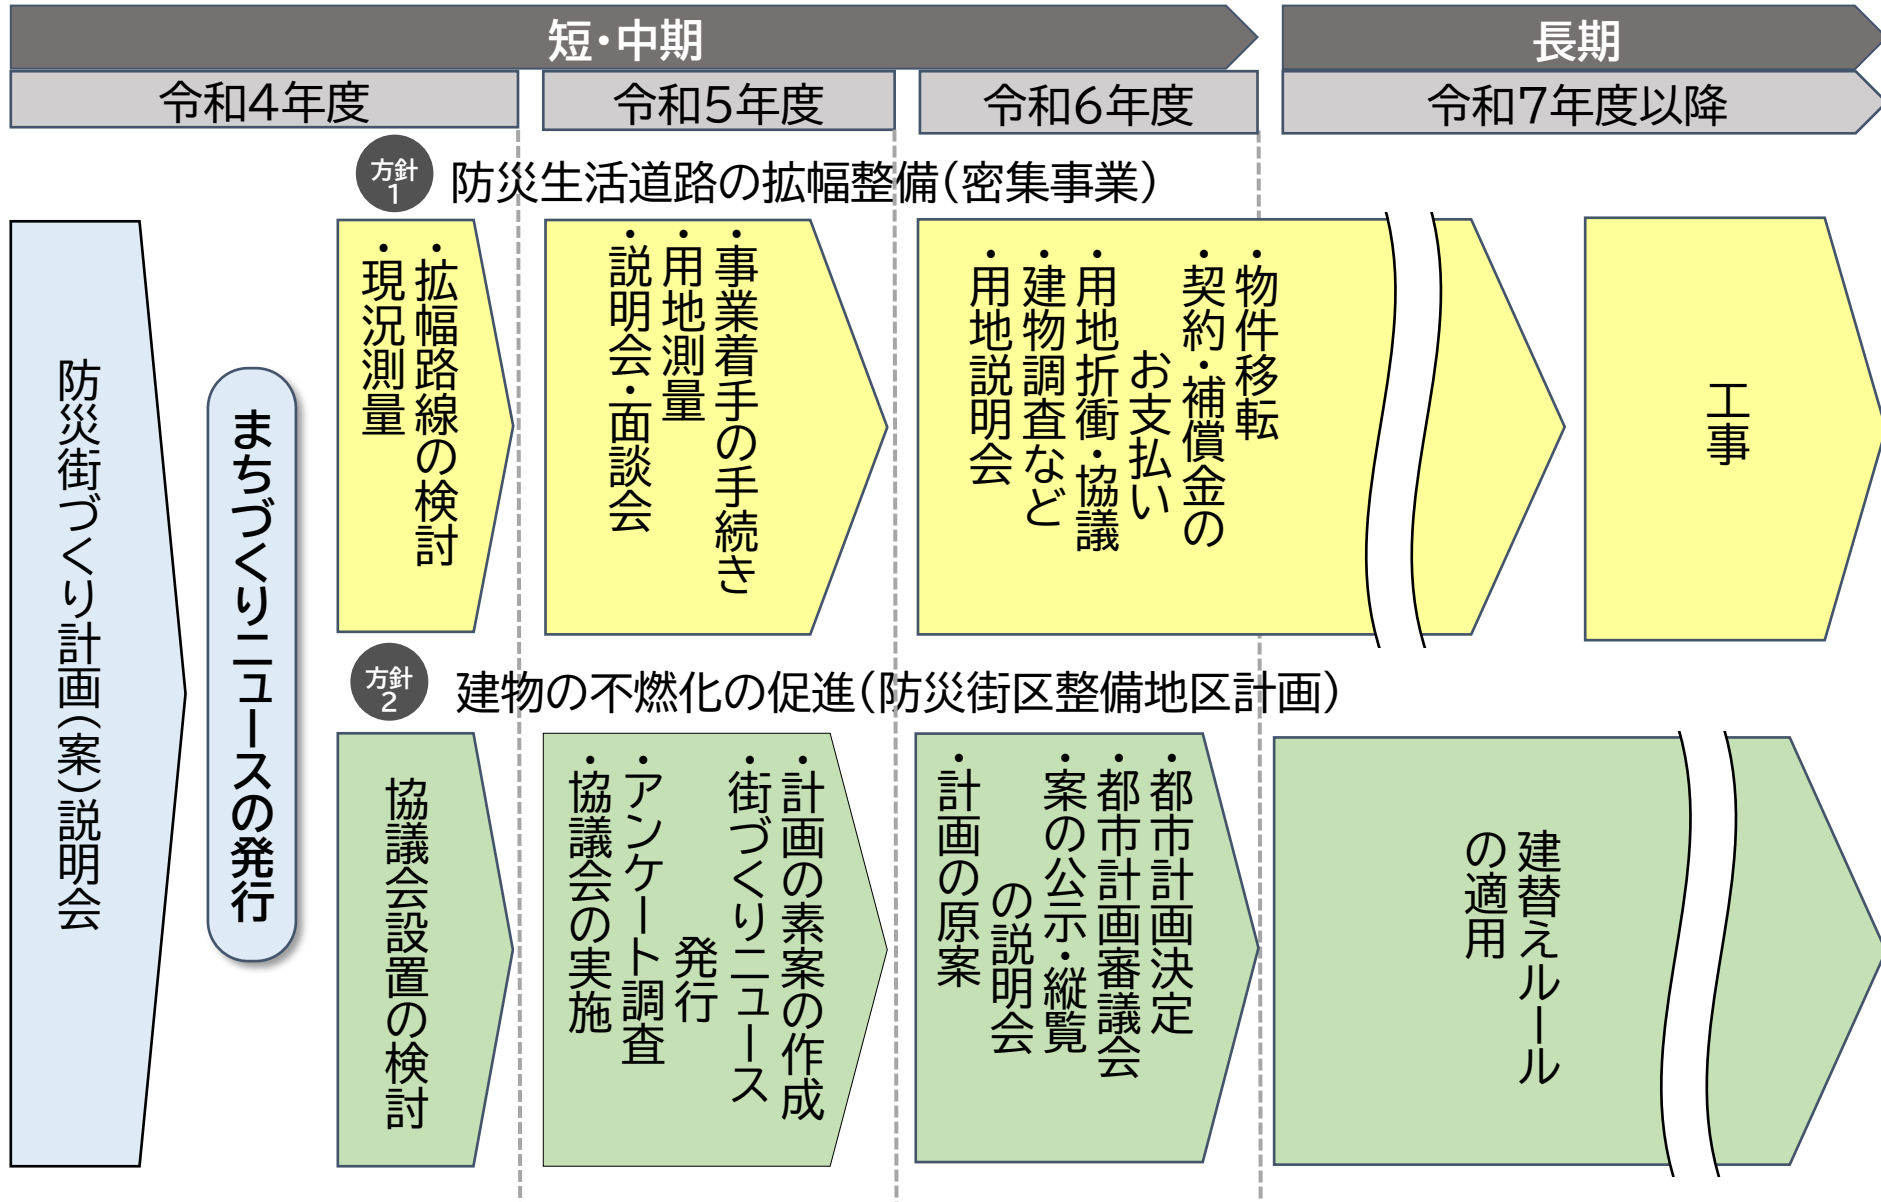 短・中期
長期
令和4年度
令和5年度
令和6年度
令和7年度以降
防災街づくり計画(案)説明会
まちづくりニュースの発行
方針
1
防災生活道路の拡幅整備(密集事業)
・拡幅路線の検討
・現況測量
・事業着手の手続き
・用地測量
・説明会・面談会
・物件移転
・契約・補償金の
お支払い
・用地折衝・協議
・建物調査など
・用地説明会
工事
方針
2
建物の不燃化の促進(防災街区整備地区計画)
協議会設置の検討
・計画の素案の作成
・街づくりニュース
発行
・アンケート調査
・協議会の実施
・都市計画決定
・都市計画審議会
・案の公示・縦覧
の説明会
・計画の原案
建替えルール
の適用